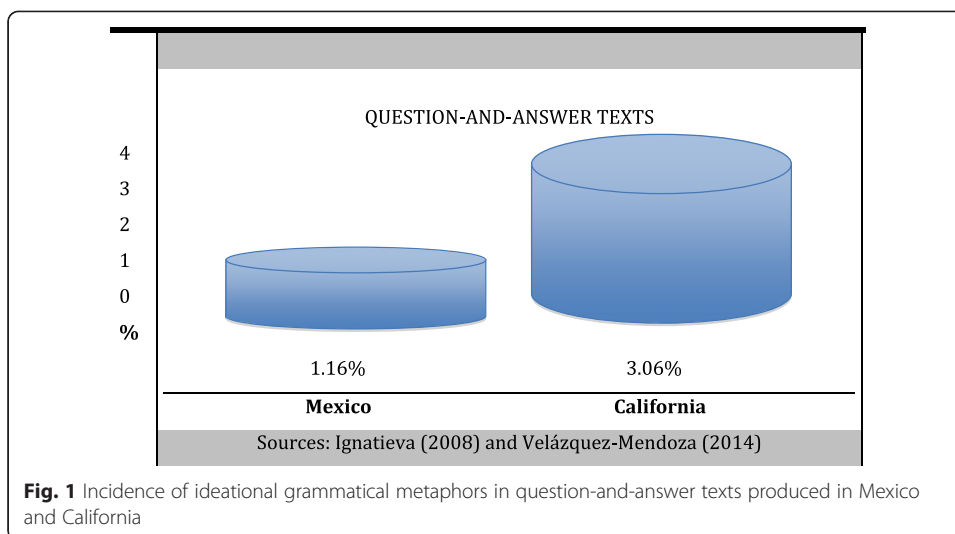 QUESTION-AND-ANSWER TEXTS
4
3
2
1
0
%
1.16% 3.06%
Mexico California
Sources: Ignatieva (2008) and Velázquez-Mendoza (2014)
Fig. 1 Incidence of ideational grammatical metaphors in question-and-answer texts produced in Mexico
and California